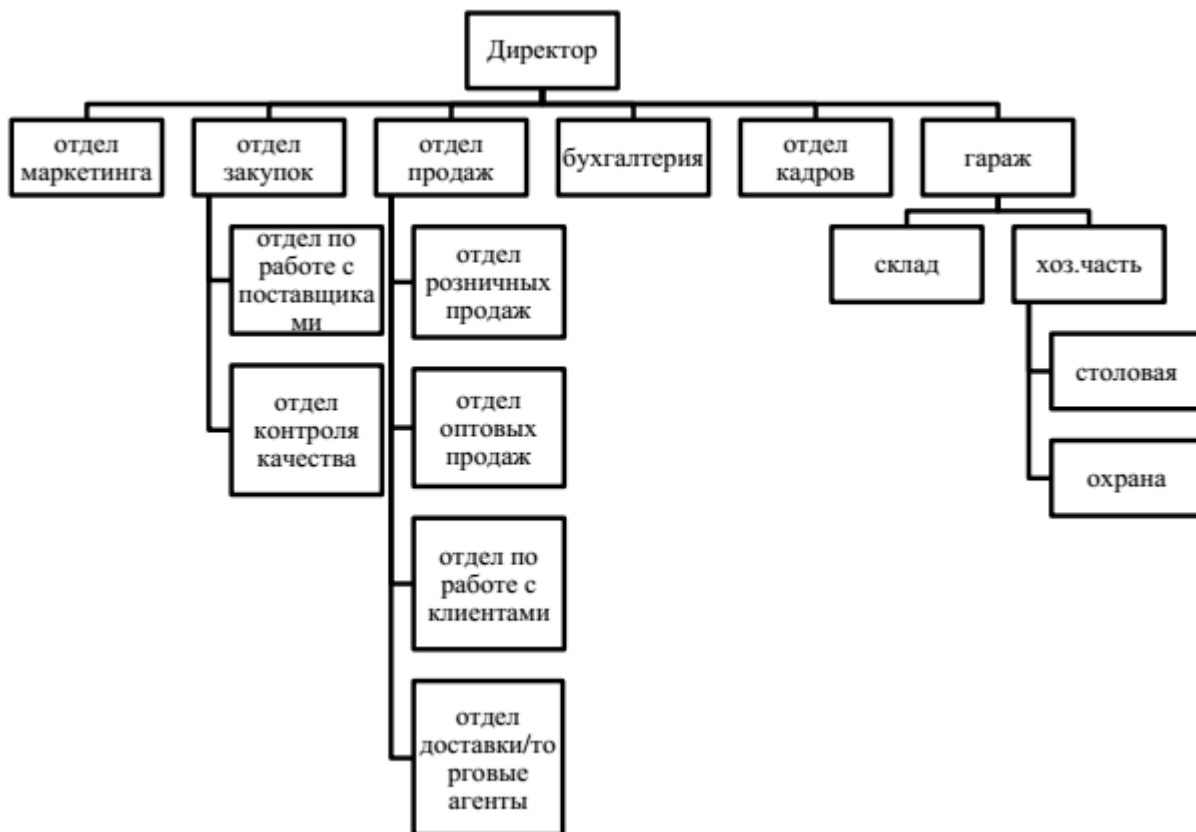 Директор
отдел
маркетинга
отдел
закупок
отдел
продаж
бухгалтерия
отдел
кадров
гараж
отдел по
работе с
поставщика
ми
отдел
контроля
качества
отдел
розничных
продаж
отдел
оптовых
продаж
отдел по
работе с
клиентами
отдел
доставки/то
рговые
агенты
склад
хоз.часть
столовая
охрана